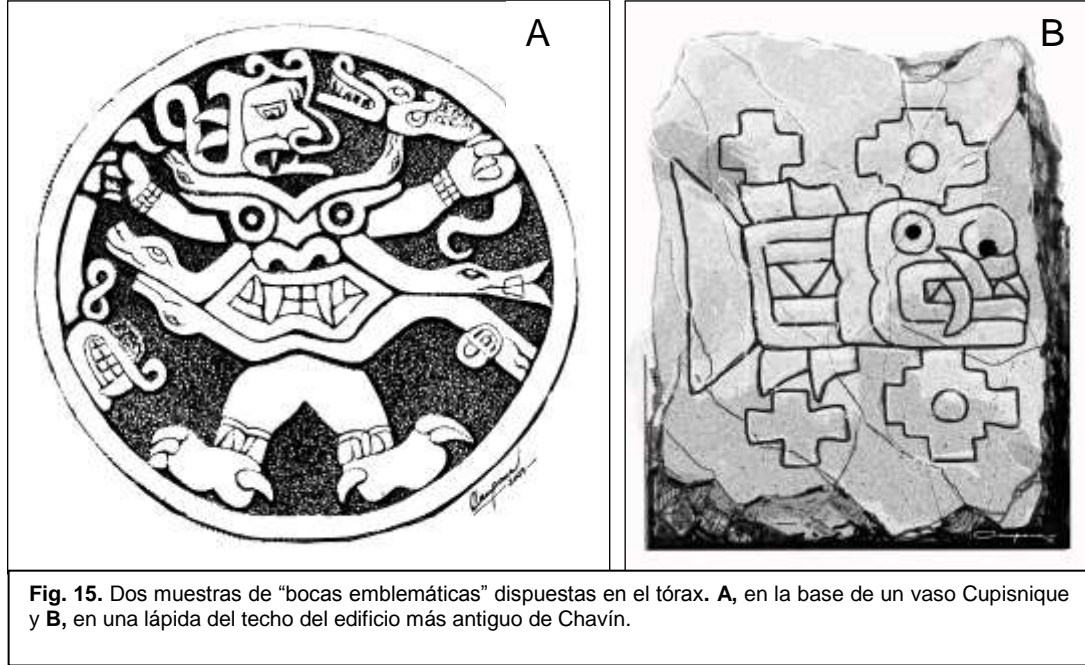 A
B
Fig. 15. Dos muestras de “bocas emblemáticas” dispuestas en el tórax. A, en la base de un vaso Cupisnique
y B, en una lápida del techo del edificio más antiguo de Chavín.